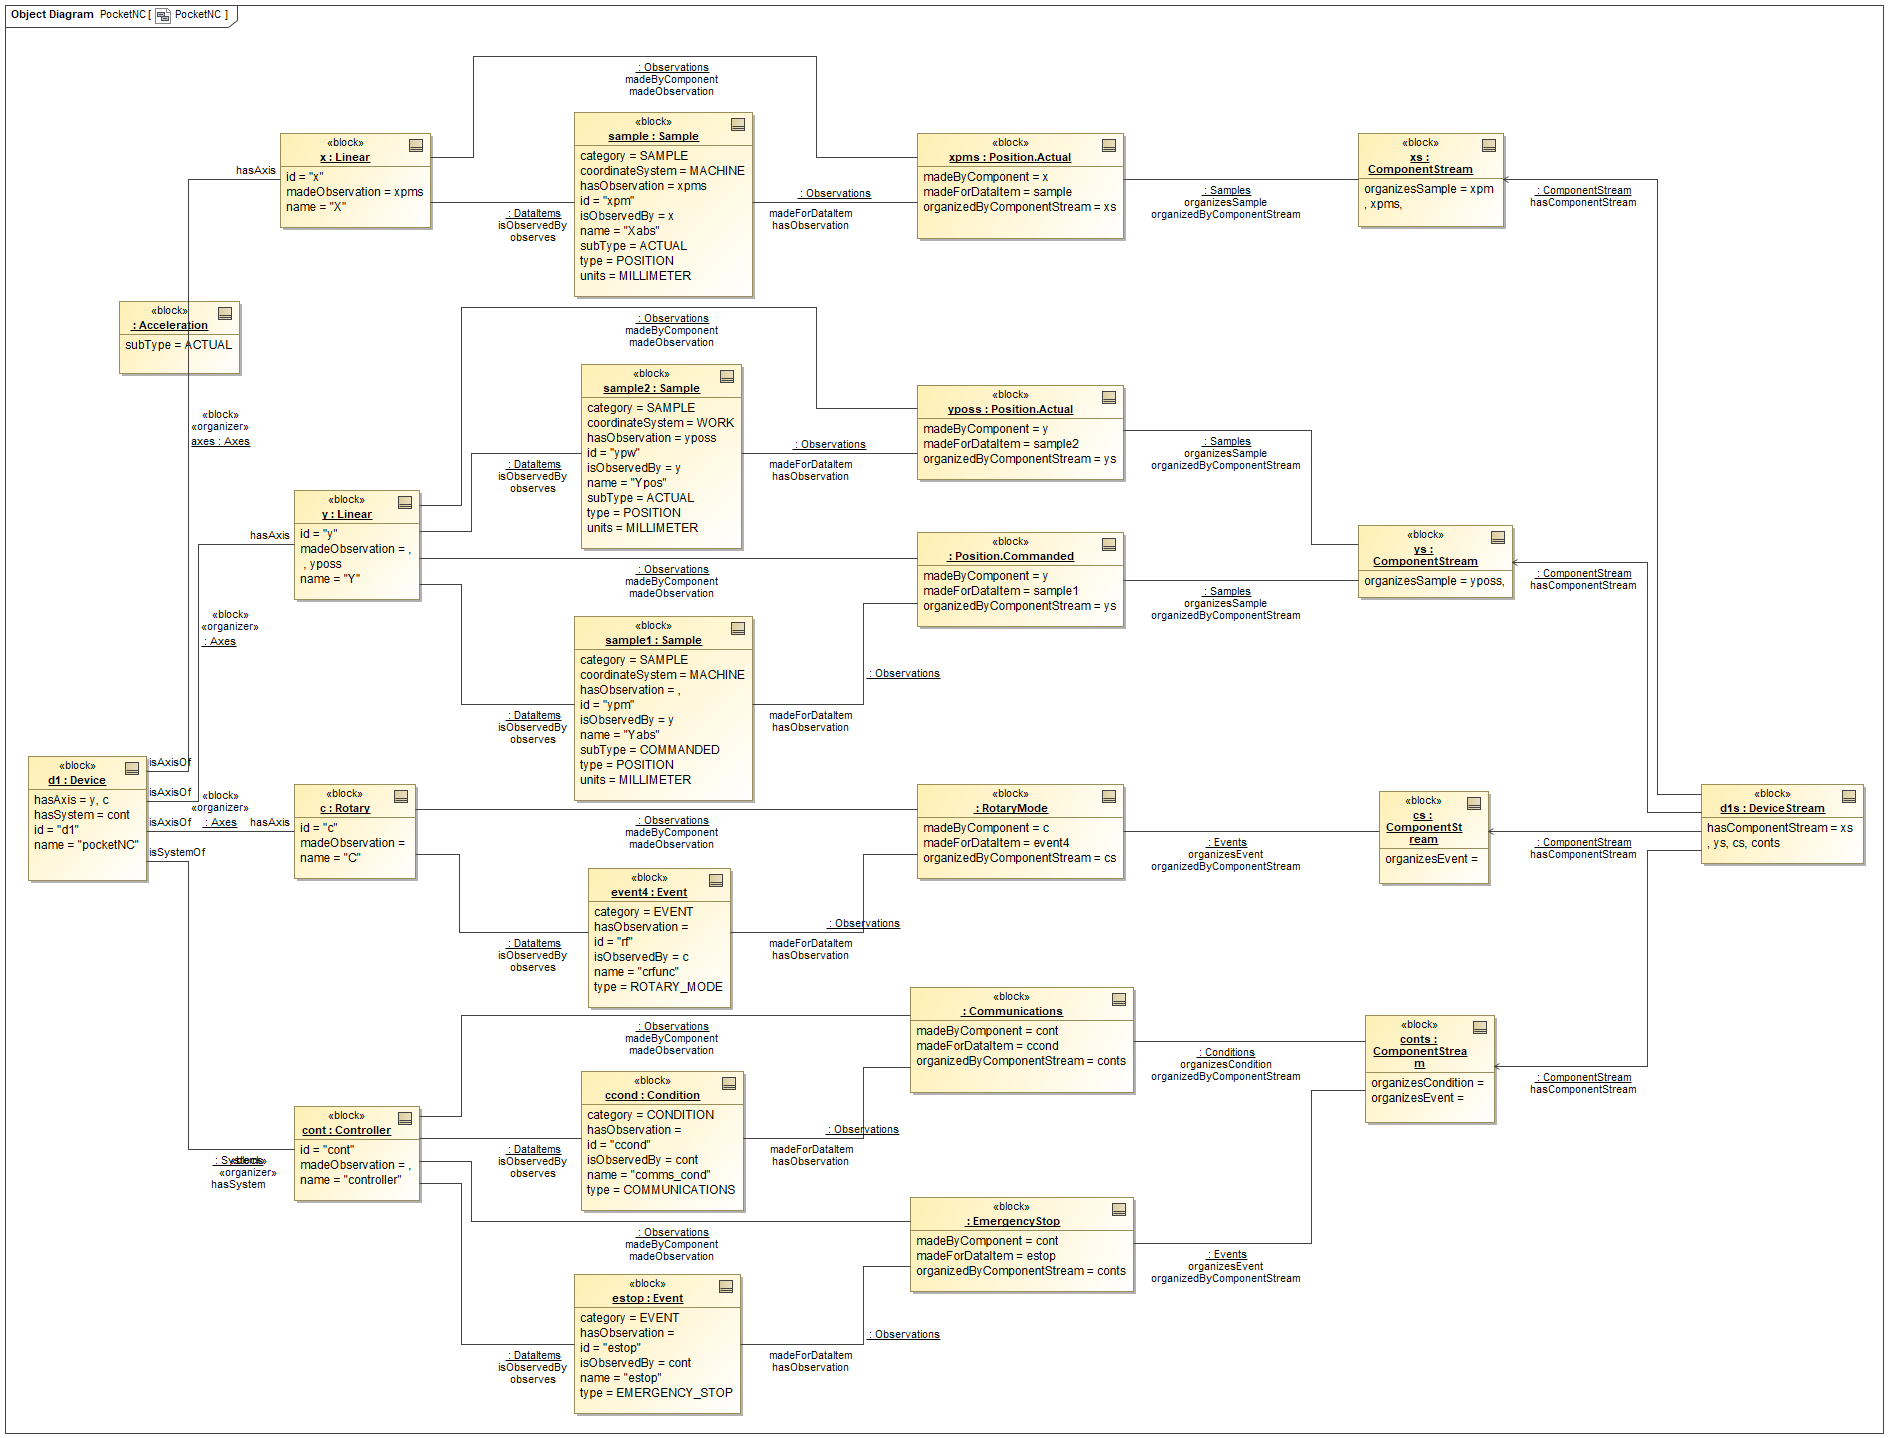 Object Diagram PocketNC [ PocketNC ]
: Observations
madeByComponent
madeObservation
«block»
x : Linear
id = "x"
madeObservation = xpms
name = "X"
hasAxis
«block»
sample : Sample
category = SAMPLE
coordinateSystem = MACHINE
hasObservation = xpms
id = "xpm"
isObservedBy = x
name = "Xabs"
subType = ACTUAL
type = POSITION
units = MILLIMETER
: DataItems
isObservedBy
observes
: Observations
madeForDataItem
hasObservation
«block»
xpms : Position.Actual
madeByComponent = x
madeForDataItem = sample
organizedByComponentStream = xs
: Samples
organizesSample
organizedByComponentStream
«block»
xs :
ComponentStream
organizesSample = xpm
, xpms,
: ComponentStream
hasComponentStream
«block»
: Acceleration
subType = ACTUAL
«block»
«organizer»
axes : Axes
: Observations
madeByComponent
madeObservation
«block»
sample2 : Sample
category = SAMPLE
coordinateSystem = WORK
hasObservation = yposs
id = "ypw"
isObservedBy = y
name = "Ypos"
subType = ACTUAL
type = POSITION
units = MILLIMETER
: DataItems
isObservedBy
observes
: Observations
madeForDataItem
hasObservation
«block»
yposs : Position.Actual
madeByComponent = y
madeForDataItem = sample2
organizedByComponentStream = ys
: Samples
organizesSample
organizedByComponentStream
hasAxis
«block»
y : Linear
id = "y"
madeObservation = ,
, yposs
name = "Y"
«block»
«organizer»
: Axes
: Observations
madeByComponent
madeObservation
«block»
: Position.Commanded
madeByComponent = y
madeForDataItem = sample1
organizedByComponentStream = ys
: Samples
organizesSample
organizedByComponentStream
«block»
ys :
ComponentStream
organizesSample = yposs,
: ComponentStream
hasComponentStream
«block»
sample1 : Sample
category = SAMPLE
coordinateSystem = MACHINE
hasObservation = ,
id = "ypm"
isObservedBy = y
name = "Yabs"
subType = COMMANDED
type = POSITION
units = MILLIMETER
: DataItems
isObservedBy
observes
: Observations
madeForDataItem
hasObservation
«block»
d1 : Device
hasAxis = y, c
hasSystem = cont
id = "d1"
name = "pocketNC"
isAxisOf
isAxisOf
isAxisOf
isSystemOf
«block»
«organizer»
: Axes
hasAxis
«block»
c : Rotary
id = "c"
madeObservation =
name = "C"
: Observations
madeByComponent
madeObservation
«block»
: RotaryMode
madeByComponent = c
madeForDataItem = event4
organizedByComponentStream = cs
: Events
organizesEvent
organizedByComponentStream
«block»
cs :
ComponentSt
ream
organizesEvent =
: ComponentStream
hasComponentStream
«block»
d1s : DeviceStream
hasComponentStream = xs
, ys, cs, conts
«block»
event4 : Event
category = EVENT
hasObservation =
id = "rf"
isObservedBy = c
name = "crfunc"
type = ROTARY_MODE
: DataItems
isObservedBy
observes
: Observations
madeForDataItem
hasObservation
: Observations
madeByComponent
madeObservation
«block»
: Communications
madeByComponent = cont
madeForDataItem = ccond
organizedByComponentStream = conts
: Conditions
organizesCondition
organizedByComponentStream
«block»
conts :
ComponentStrea
m
organizesCondition =
organizesEvent =
: ComponentStream
hasComponentStream
«block»
ccond : Condition
category = CONDITION
hasObservation =
id = "ccond"
isObservedBy = cont
name = "comms_cond"
type = COMMUNICATIONS
: DataItems
isObservedBy
observes
: Observations
madeForDataItem
hasObservation
«block»
cont : Controller
id = "cont"
madeObservation = ,
name = "controller"
: Systems
«block»
«organizer»
hasSystem
: Observations
madeByComponent
madeObservation
«block»
: EmergencyStop
madeByComponent = cont
madeForDataItem = estop
organizedByComponentStream = conts
: Events
organizesEvent
organizedByComponentStream
«block»
estop : Event
category = EVENT
hasObservation =
id = "estop"
isObservedBy = cont
name = "estop"
type = EMERGENCY_STOP
: DataItems
isObservedBy
observes
: Observations
madeForDataItem
hasObservation